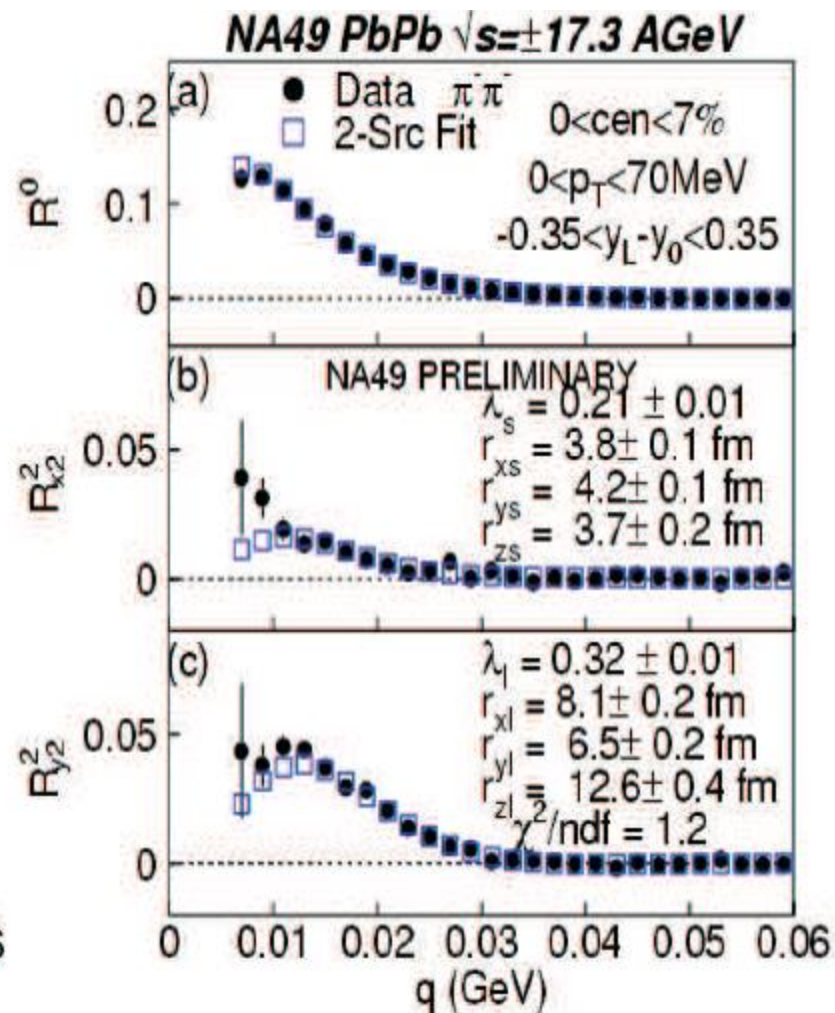 NA49 PbPb √s=±17.3 AGeV
(a)
Data π⁻π⁻
2-Src Fit
0<cen<7%
0<p_T<70MeV
-0.35<y_L-y_0<0.35
R⁰
0.2
0.1
0
(b)
NA49 PRELIMINARY
λ_s = 0.21 ± 0.01
r_xs = 3.8± 0.1 fm
r_ys = 4.2± 0.1 fm
r_zs = 3.7± 0.2 fm
R²_x2
0.05
0
(c)
λ_l = 0.32 ± 0.01
r_xl = 8.1± 0.2 fm
r_yl = 6.5± 0.2 fm
r_zl = 12.6± 0.4 fm
χ²/ndf = 1.2
R²_y2
0.05
0
0 0.01 0.02 0.03 0.04 0.05 0.06
q (GeV)